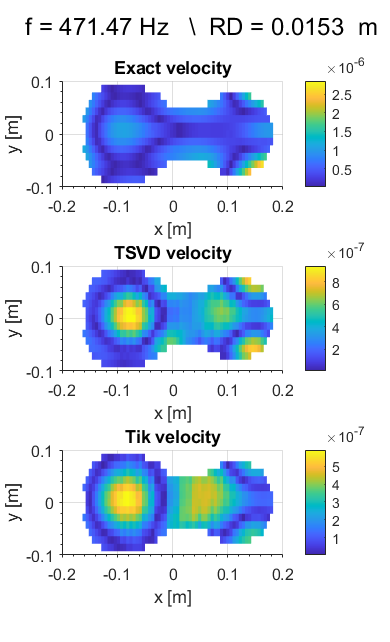 f = 471.47 Hz \ RD = 0.0153 m
Exact velocity
×10⁻⁶
0.1
0
-0.1
y [m]
-0.2 -0.1 0 0.1 0.2
x [m]
2.5
2
1.5
1
0.5
TSVD velocity
×10⁻⁷
0.1
0
-0.1
y [m]
-0.2 -0.1 0 0.1 0.2
x [m]
8
6
4
2
Tik velocity
×10⁻⁷
0.1
0
-0.1
y [m]
-0.2 -0.1 0 0.1 0.2
x [m]
5
4
3
2
1